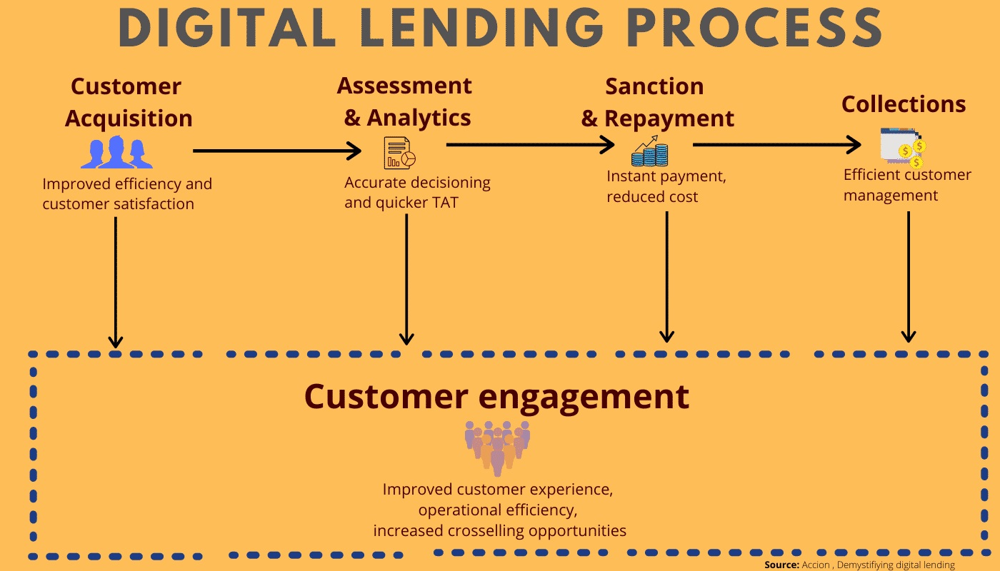 DIGITAL LENDING PROCESS
Customer
Acquisition
Improved efficiency and
customer satisfaction
Assessment
& Analytics
Accurate decisioning
and quicker TAT
Sanction
& Repayment
Instant payment,
reduced cost
Collections
Efficient customer
management
Customer engagement
Improved customer experience,
operational efficiency,
increased crosselling opportunities
Source: Accion , Demystifiying digital lending